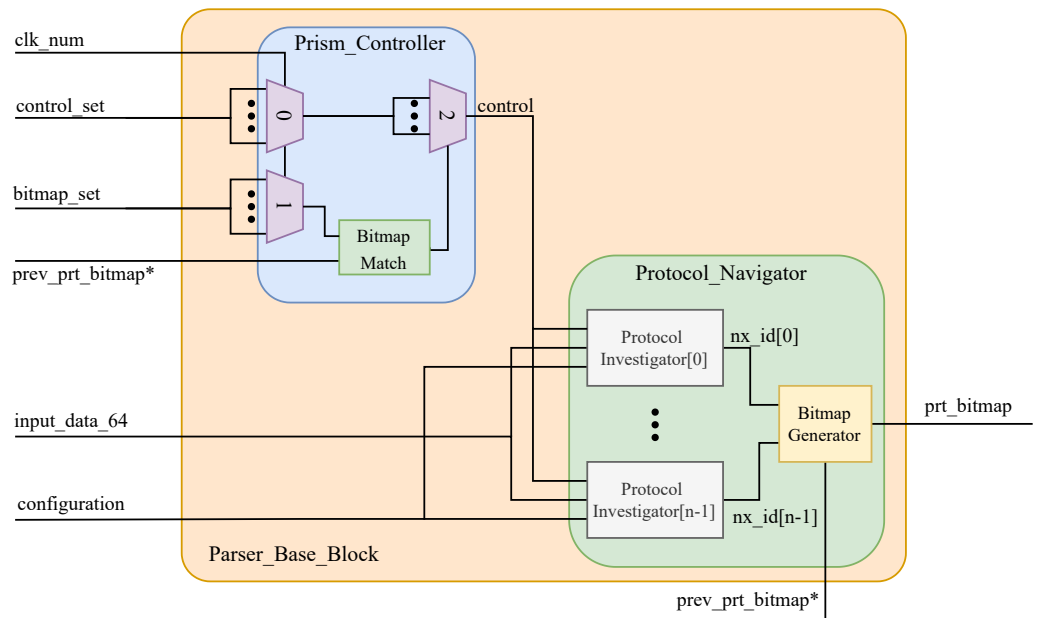 clk_num
Prism_Controller
control_set
0
2
control
bitmap_set
1
Bitmap
Match
prev_prt_bitmap*
Protocol_Navigator
Protocol
Investigator[0]
nx_id[0]
input_data_64
Bitmap
Generator
prt_bitmap
configuration
Protocol
Investigator[n-1]
nx_id[n-1]
Parser_Base_Block
prev_prt_bitmap*